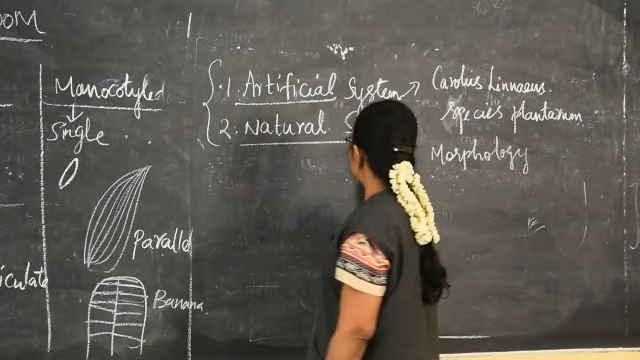 OOM
Monocotyled
Single
Parallel
Banana
iculate
1. Artificial System
2. Natural S
Carolus Linnaeus.
Species plantarum
Morphology